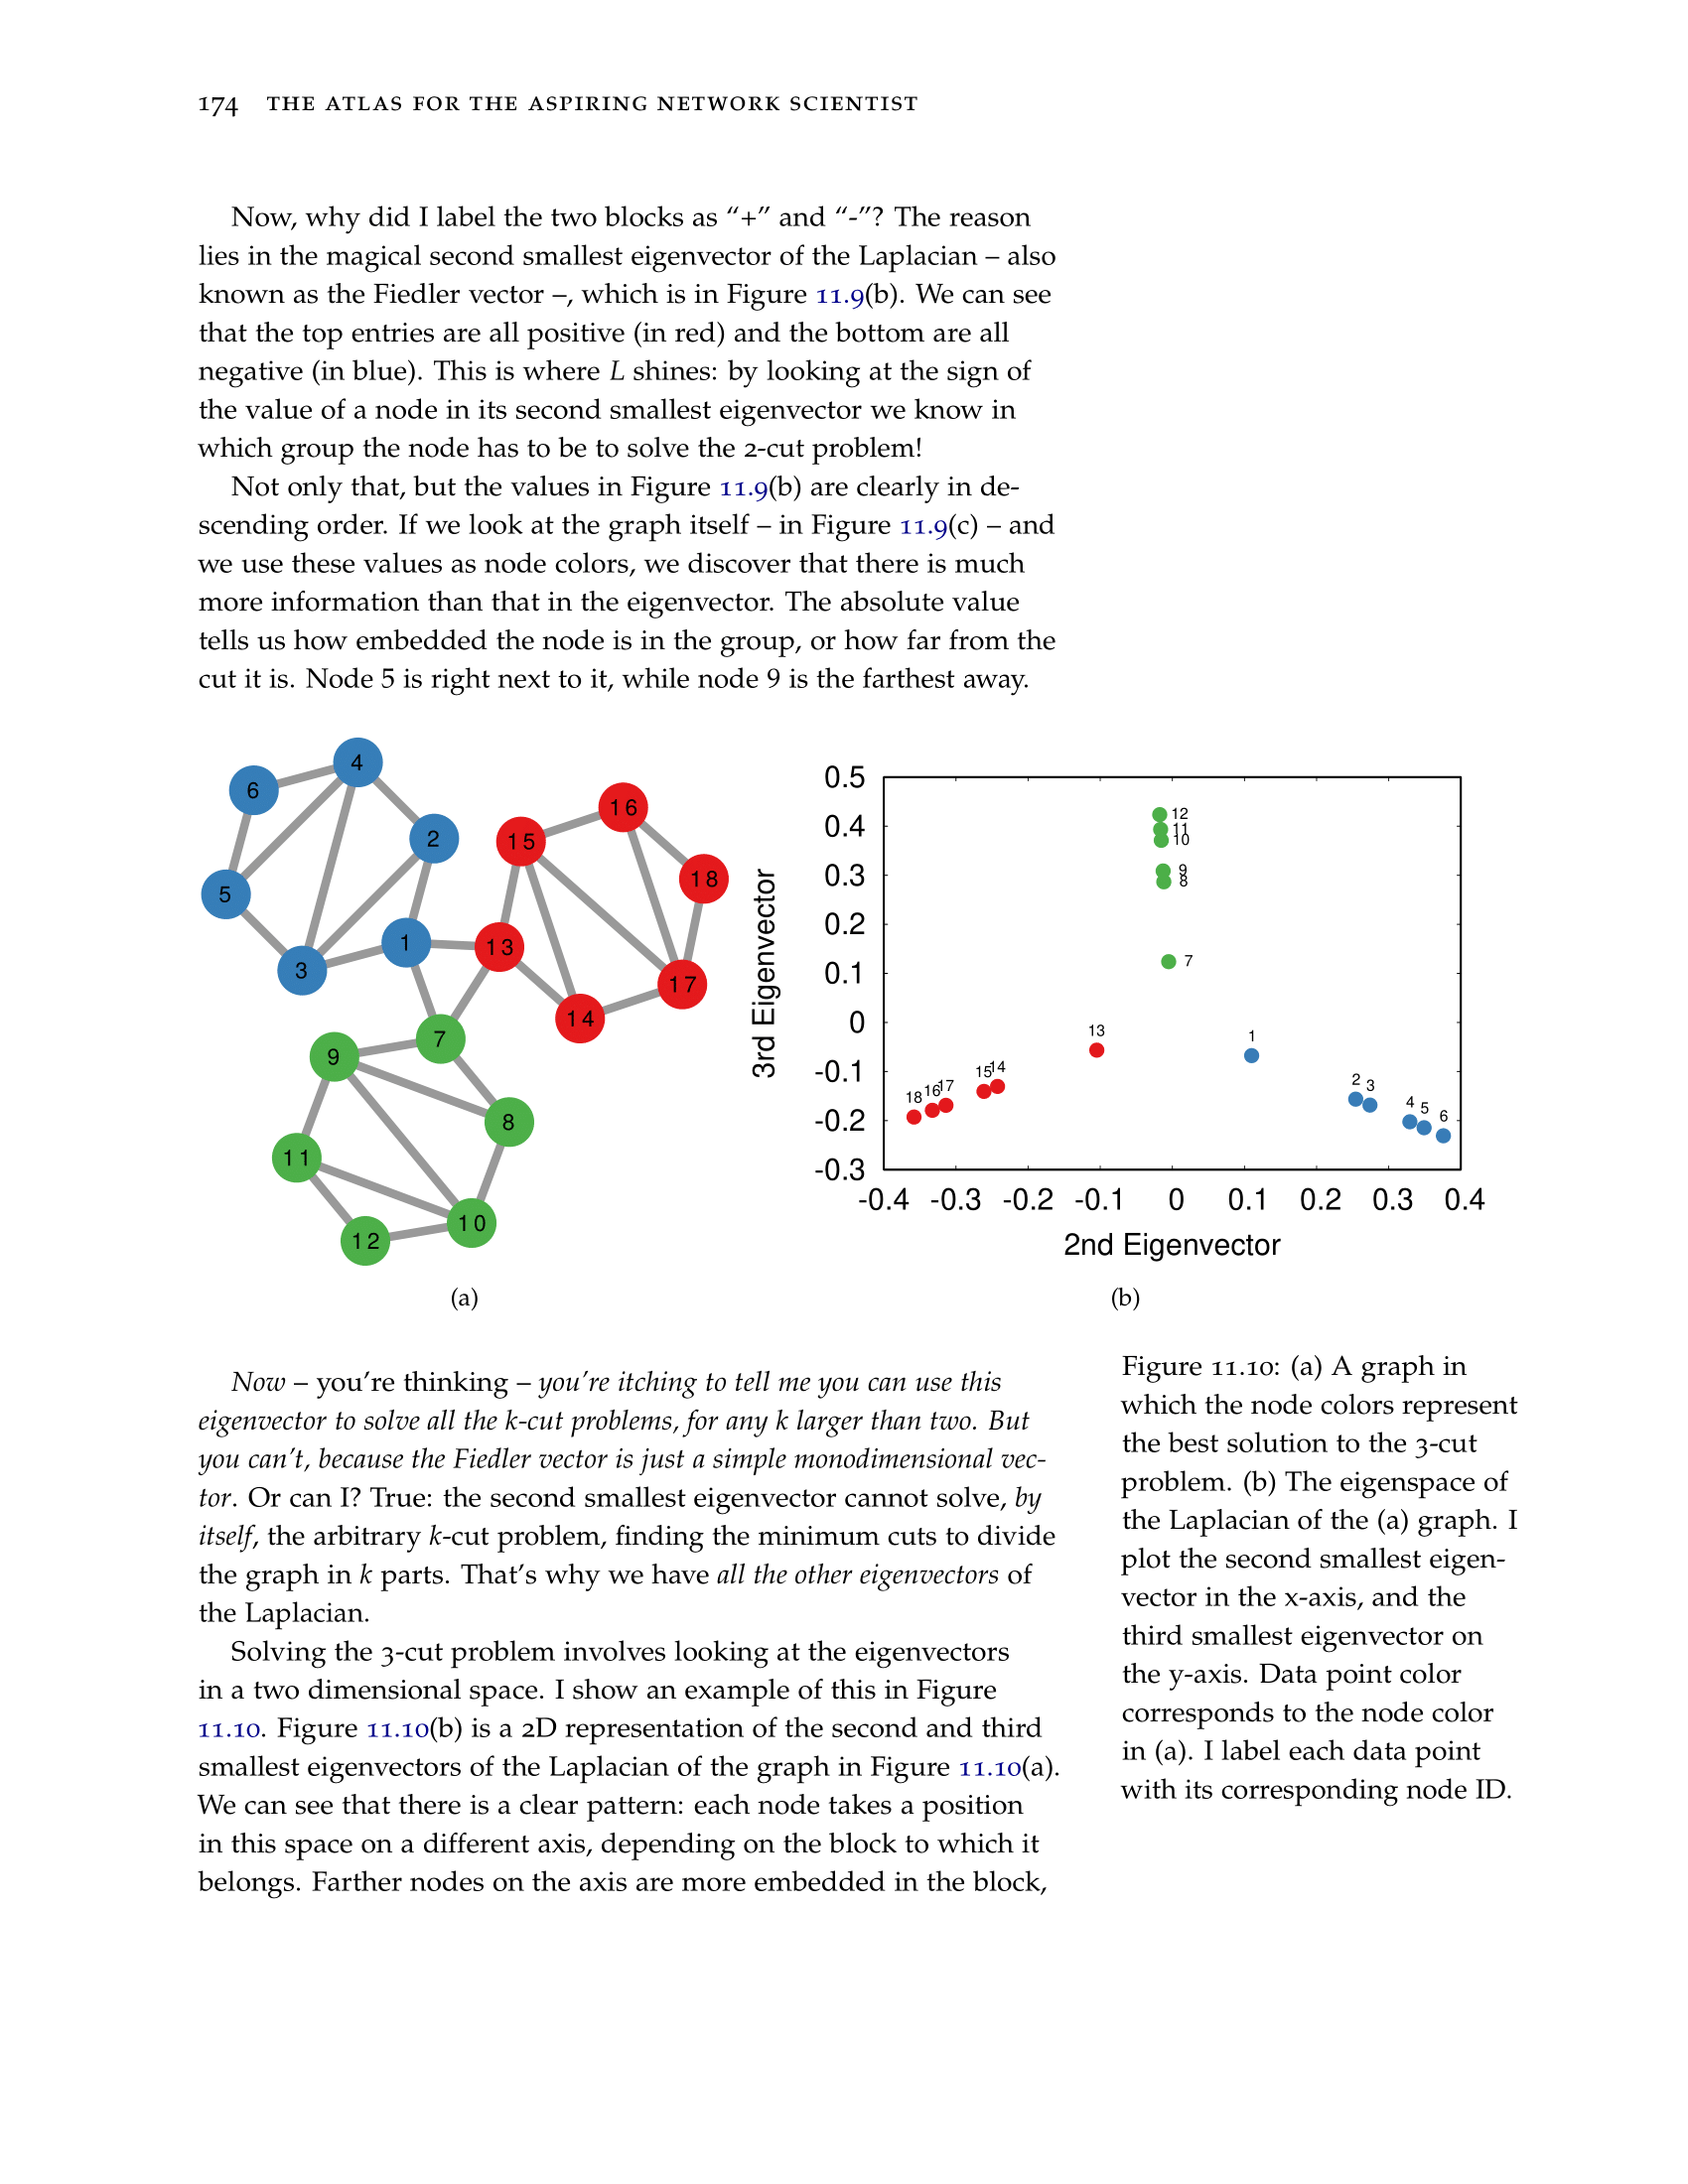 174 THE ATLAS FOR THE ASPIRING NETWORK SCIENTIST
Now, why did I label the two blocks as “+” and “-”? The reason
lies in the magical second smallest eigenvector of the Laplacian – also
known as the Fiedler vector –, which is in Figure 11.9(b). We can see
that the top entries are all positive (in red) and the bottom are all
negative (in blue). This is where L shines: by looking at the sign of
the value of a node in its second smallest eigenvector we know in
which group the node has to be to solve the 2-cut problem!
Not only that, but the values in Figure 11.9(b) are clearly in de-
scending order. If we look at the graph itself – in Figure 11.9(c) – and
we use these values as node colors, we discover that there is much
more information than that in the eigenvector. The absolute value
tells us how embedded the node is in the group, or how far from the
cut it is. Node 5 is right next to it, while node 9 is the farthest away.
4
6
2
5
1
3
16
15
18
13
17
14
7
9
8
11
10
12
(a)
0.5
0.4
0.3
0.2
0.1
0
-0.1
-0.2
-0.3
3rd Eigenvector
12
11
10
9
8
7
13
1
15 14
18 16 17
2 3
4 5 6
-0.4 -0.3 -0.2 -0.1 0 0.1 0.2 0.3 0.4
2nd Eigenvector
(b)
Now – you’re thinking – you’re itching to tell me you can use this
eigenvector to solve all the k-cut problems, for any k larger than two. But
you can’t, because the Fiedler vector is just a simple monodimensional vec-
tor. Or can I? True: the second smallest eigenvector cannot solve, by
itself, the arbitrary k-cut problem, finding the minimum cuts to divide
the graph in k parts. That’s why we have all the other eigenvectors of
the Laplacian.
Solving the 3-cut problem involves looking at the eigenvectors
in a two dimensional space. I show an example of this in Figure
11.10. Figure 11.10(b) is a 2D representation of the second and third
smallest eigenvectors of the Laplacian of the graph in Figure 11.10(a).
We can see that there is a clear pattern: each node takes a position
in this space on a different axis, depending on the block to which it
belongs. Farther nodes on the axis are more embedded in the block,
Figure 11.10: (a) A graph in
which the node colors represent
the best solution to the 3-cut
problem. (b) The eigenspace of
the Laplacian of the (a) graph. I
plot the second smallest eigen-
vector in the x-axis, and the
third smallest eigenvector on
the y-axis. Data point color
corresponds to the node color
in (a). I label each data point
with its corresponding node ID.